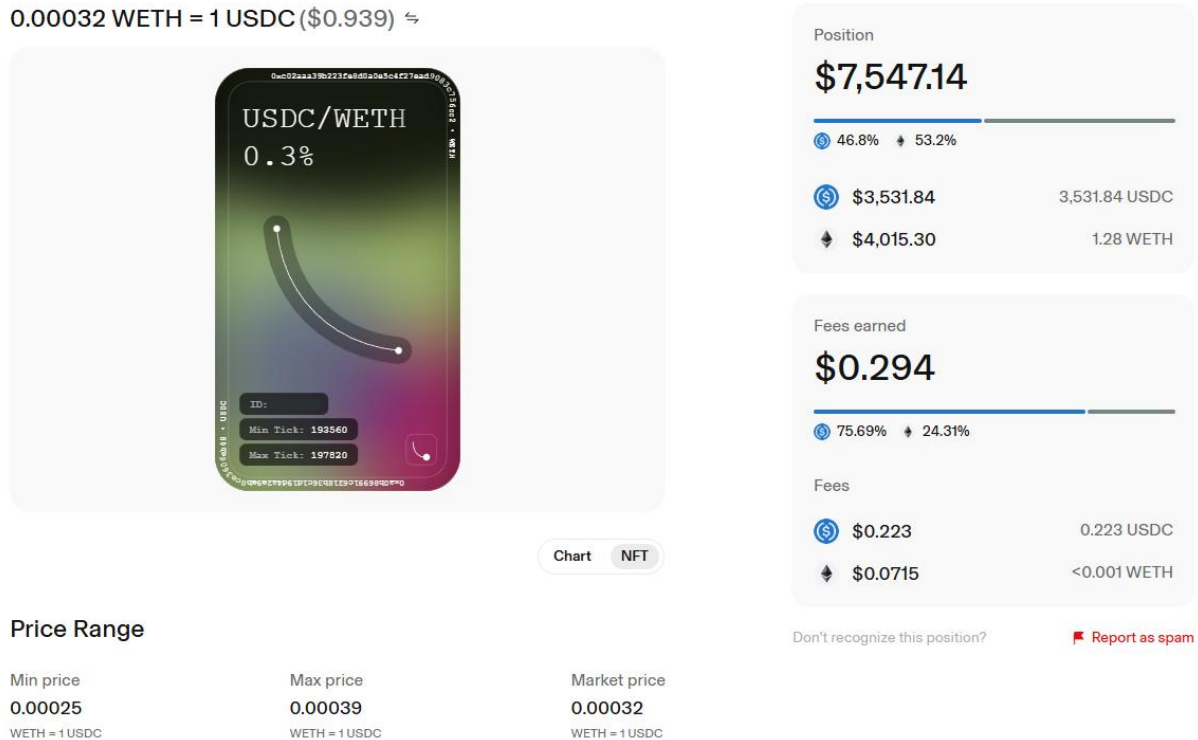 0.00032 WETH = 1 USDC ($0.939)
USDC/WETH
0.3%
ID:
Min Tick: 193560
Max Tick: 197820
Chart NFT
Price Range
Min price
0.00025
WETH = 1 USDC
Max price
0.00039
WETH = 1 USDC
Market price
0.00032
WETH = 1 USDC
Position
$7,547.14
46.8% 53.2%
$3,531.84 3,531.84 USDC
$4,015.30 1.28 WETH
Fees earned
$0.294
75.69% 24.31%
Fees
$0.223 0.223 USDC
$0.0715 <0.001 WETH
Don't recognize this position? Report as spam